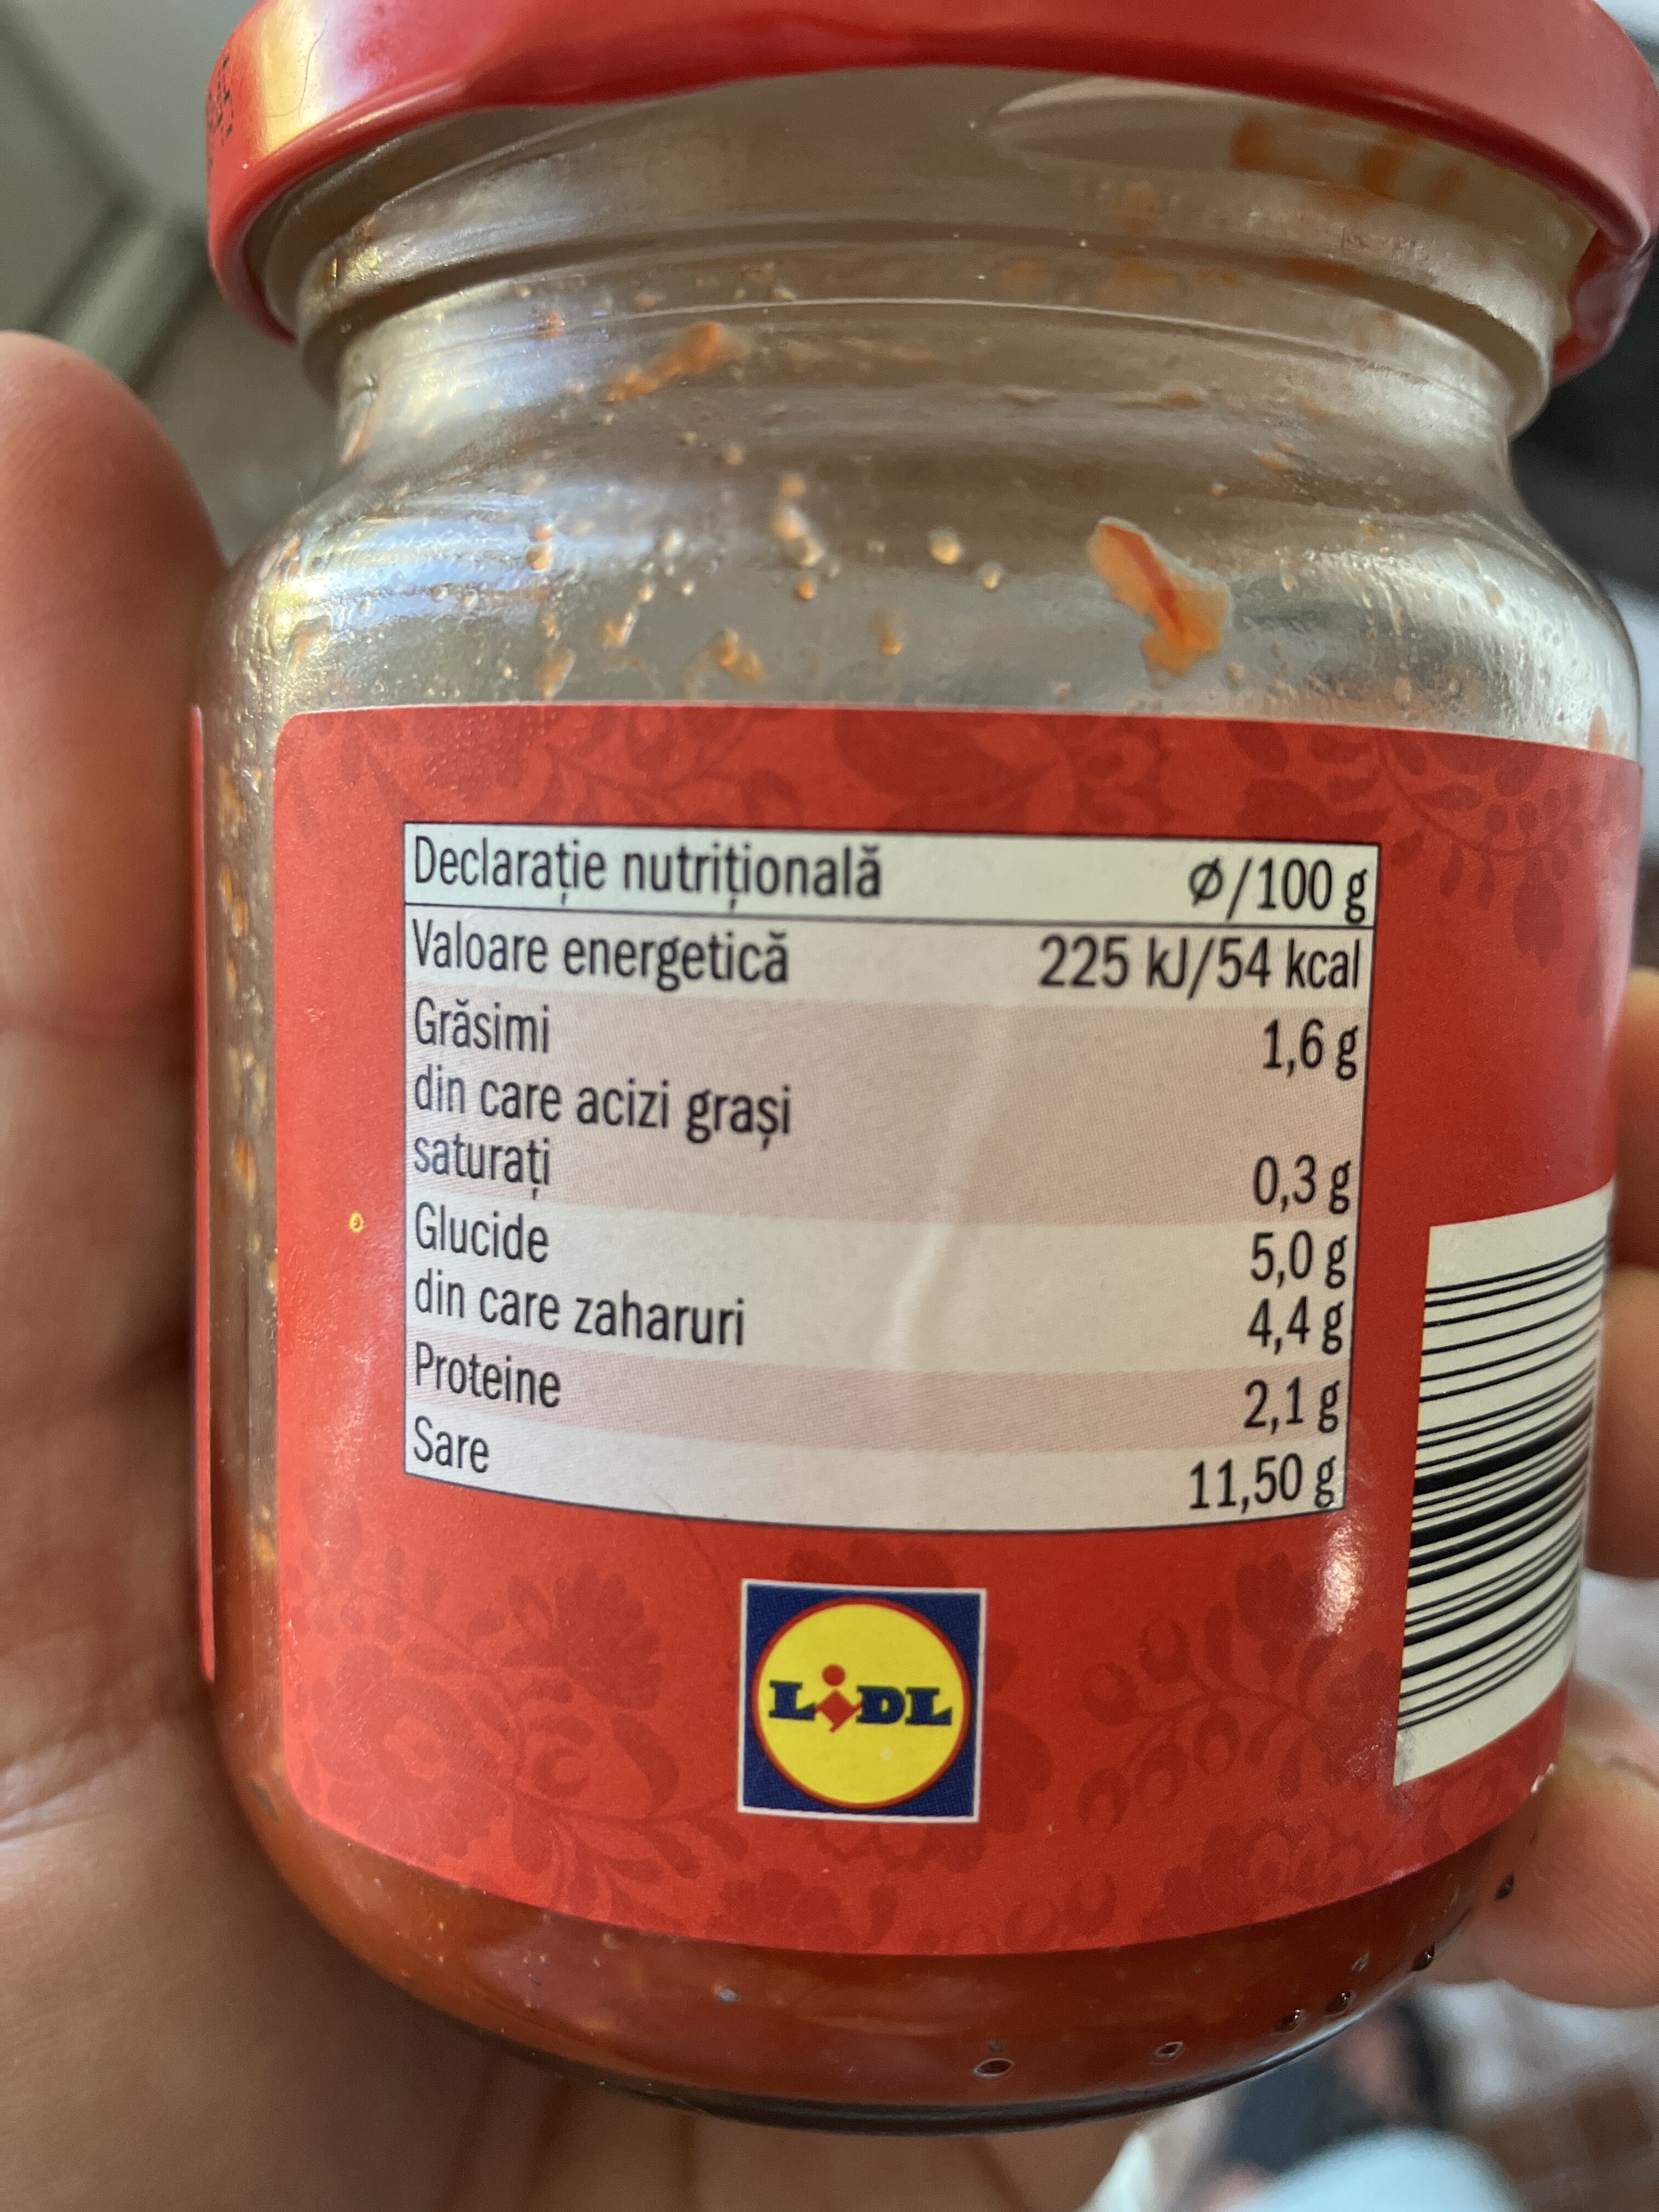 Declarație nutrițională ø/100 g
Valoare energetică 225 kJ/54 kcal
Grăsimi 1,6 g
din care acizi grași
saturați 0,3 g
Glucide 5,0 g
din care zaharuri 4,4 g
Proteine 2,1 g
Sare 11,50 g
LIDL